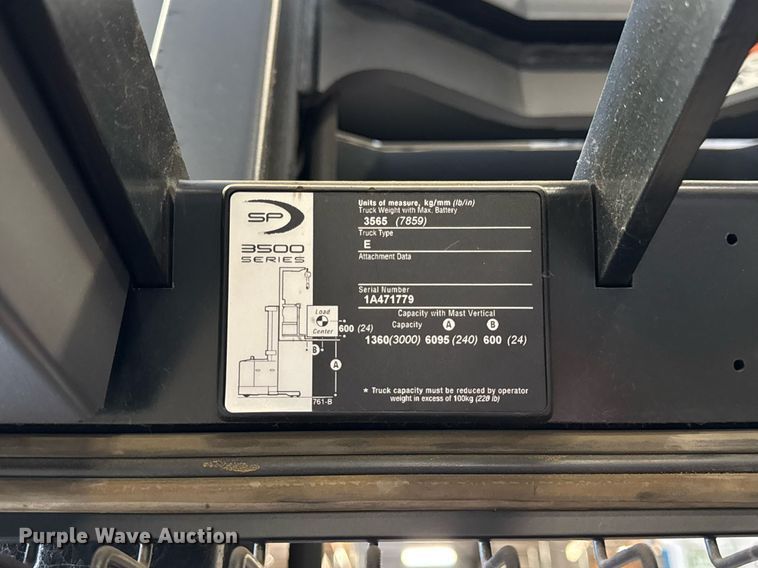 SP
3500
SERIES
Units of measure, kg/mm (lb/in)
Truck Weight with Max. Battery
3565 (7859)
Truck Type
E
Attachment Data
Serial Number
1A471779
Capacity with Mast Vertical
Capacity A B
1360(3000) 6095 (240) 600 (24)
* Truck capacity must be reduced by operator
weight in excess of 100kg (220 lb)
Load
Center
600 (24)
B
A
761-B
Purple Wave Auction